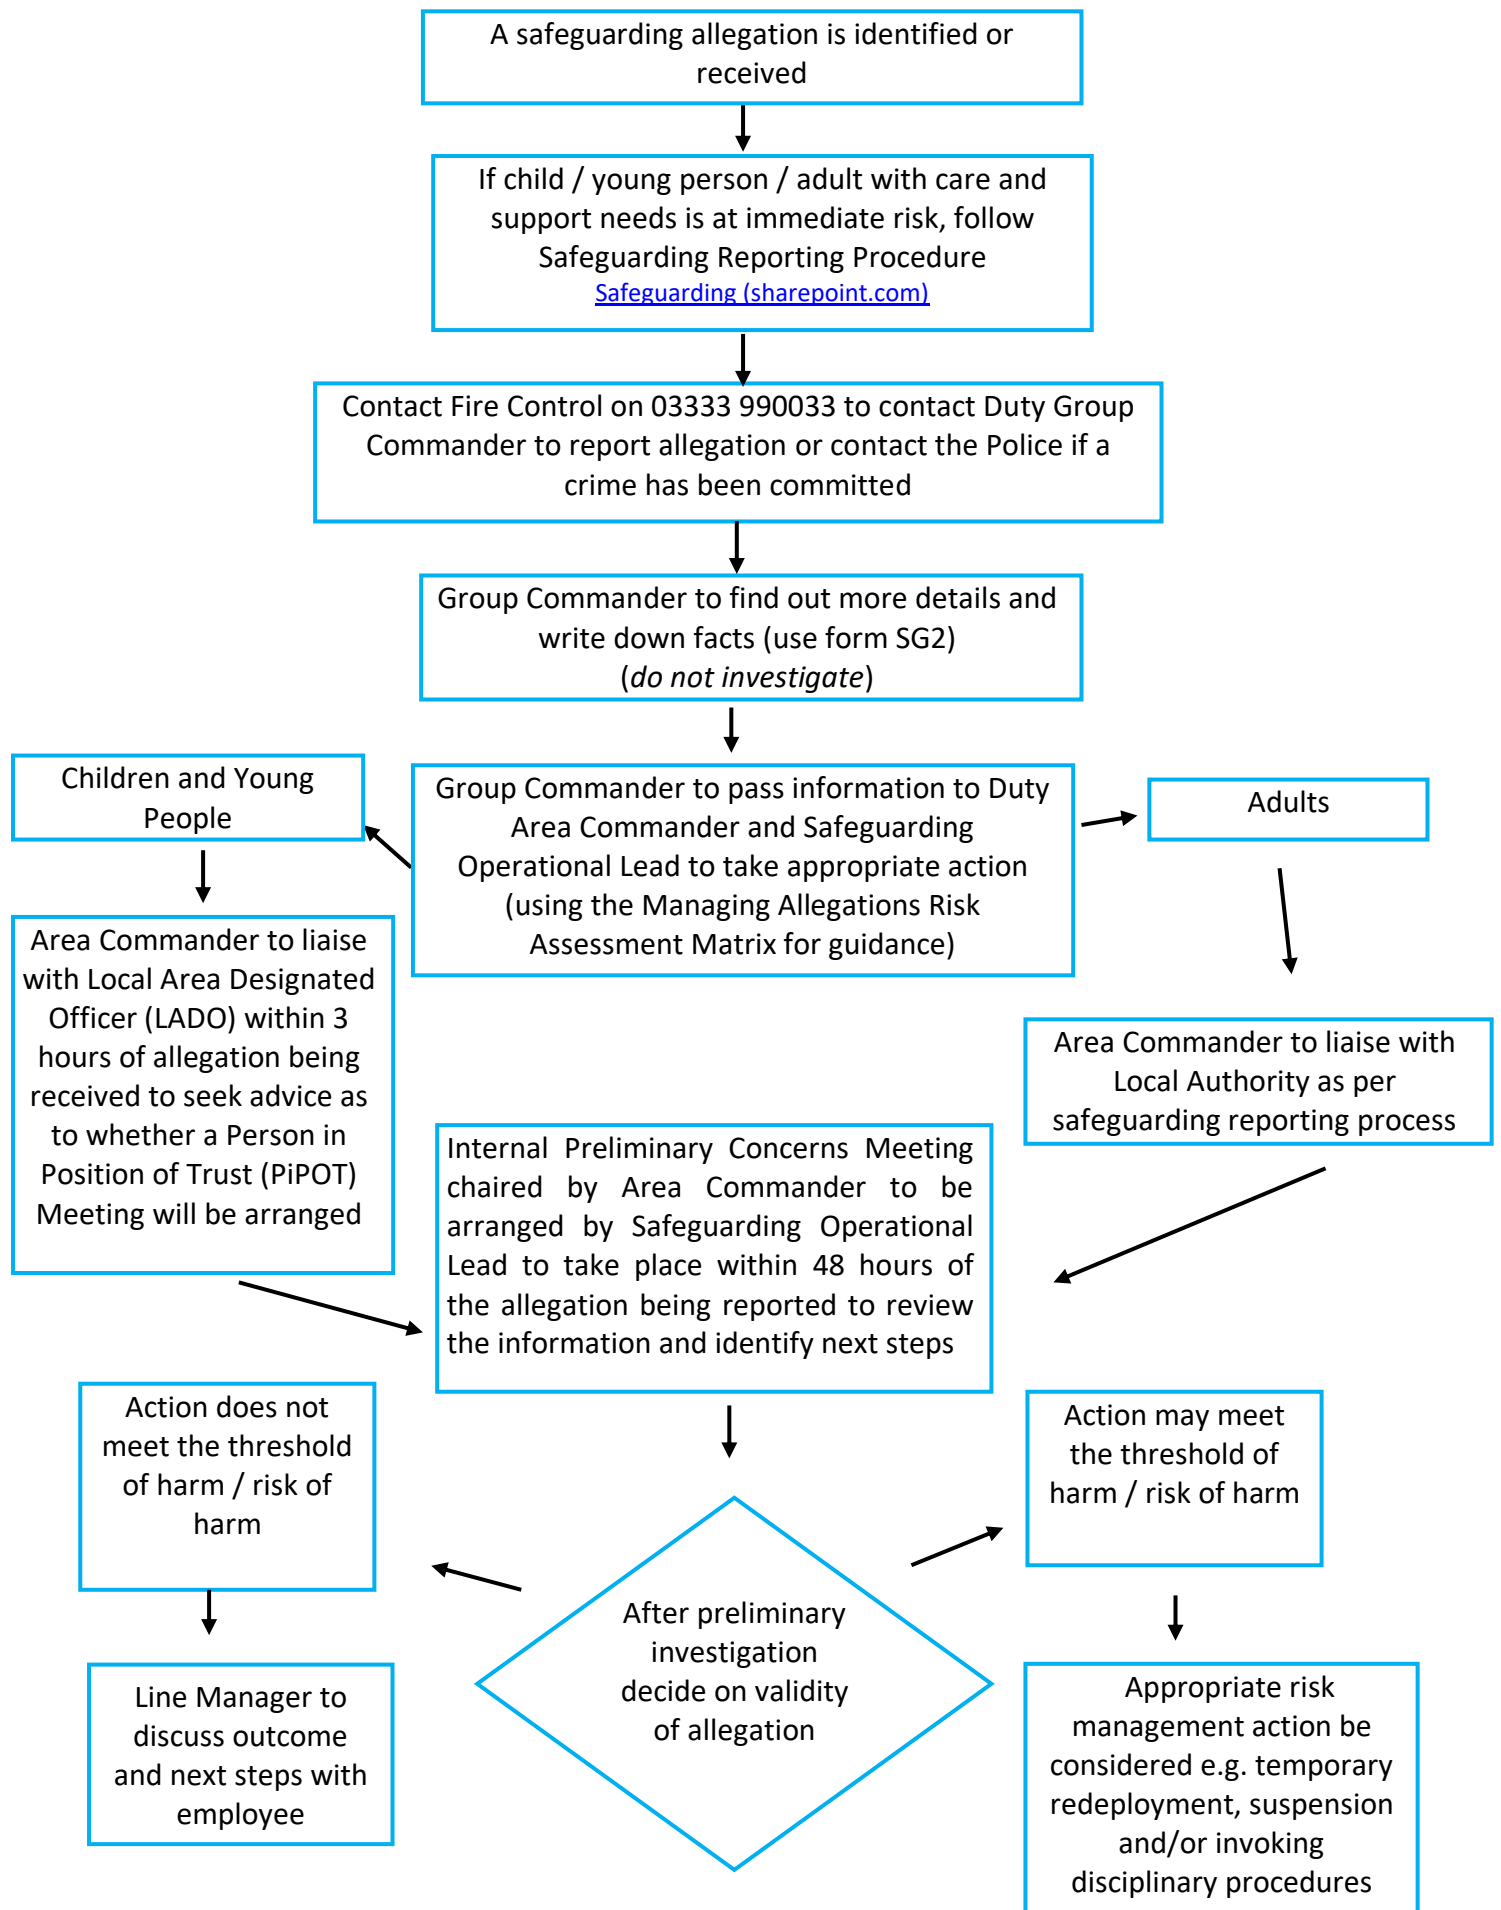 A safeguarding allegation is identified or
received
If child / young person / adult with care and
support needs is at immediate risk, follow
Safeguarding Reporting Procedure
Safeguarding (sharepoint.com)
Contact Fire Control on 03333 990033 to contact Duty Group
Commander to report allegation or contact the Police if a
crime has been committed
Group Commander to find out more details and
write down facts (use form SG2)
(do not investigate)
Group Commander to pass information to Duty
Area Commander and Safeguarding
Operational Lead to take appropriate action
(using the Managing Allegations Risk
Assessment Matrix for guidance)
Children and Young
People
Adults
Area Commander to liaise
with Local Area Designated
Officer (LADO) within 3
hours of allegation being
received to seek advice as
to whether a Person in
Position of Trust (PiPOT)
Meeting will be arranged
Area Commander to liaise with
Local Authority as per
safeguarding reporting process
Internal Preliminary Concerns Meeting
chaired by Area Commander to be
arranged by Safeguarding Operational
Lead to take place within 48 hours of
the allegation being reported to review
the information and identify next steps
Action does not
meet the threshold
of harm / risk of
harm
Action may meet
the threshold of
harm / risk of harm
After preliminary
investigation
decide on validity
of allegation
Line Manager to
discuss outcome
and next steps with
employee
Appropriate risk
management action be
considered e.g. temporary
redeployment, suspension
and/or invoking
disciplinary procedures